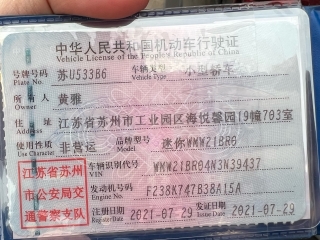 中华人民共和国机动车行驶证
Vehicle License of the People's Republic of China
号牌号码 苏U533B6 车辆类型 小型轿车
Plate No. Vehicle Type
所有人 黄雅
Owner
住址 江苏省苏州市工业园区海悦馨园19幢703室
Address
使用性质 非营运 品牌型号 迷你WMW21BR0
Use Character Model
江苏省苏州市公安局交通警察支队
车辆识别代号 WMW21BR04N3N39437
VIN
发动机号码 F238K747B38A15A
Engine No.
注册日期 2021-07-29 发证日期 2021-07-29
Register Date Issue Date